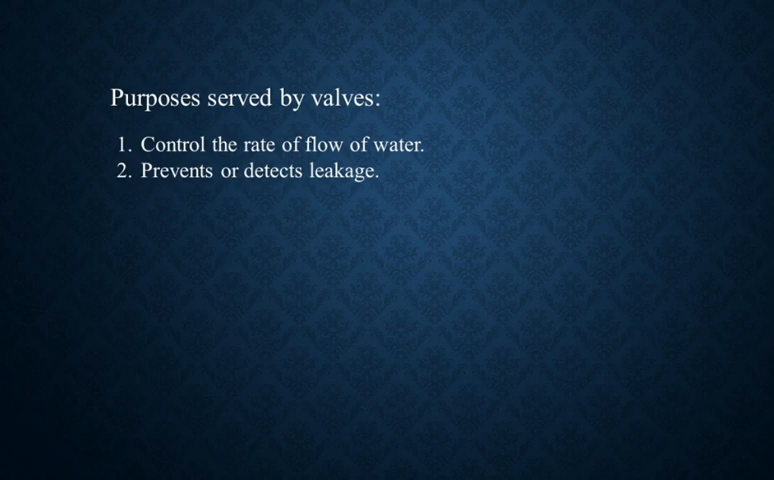 Purposes served by valves:
1. Control the rate of flow of water.
2. Prevents or detects leakage.